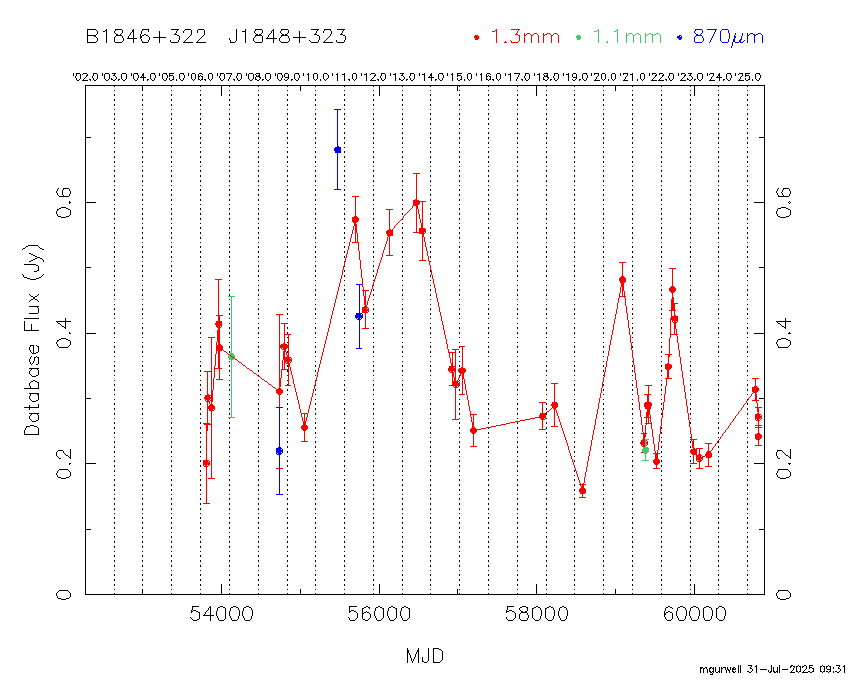 B1846+322 J1848+323 1.3mm 1.1mm 870μm
'02.0 '03.0 '04.0 '05.0 '06.0 '07.0 '08.0 '09.0 '10.0 '11.0 '12.0 '13.0 '14.0 '15.0 '16.0 '17.0 '18.0 '19.0 '20.0 '21.0 '22.0 '23.0 '24.0 '25.0
0.6 0.6
0.4 0.4
Database Flux (Jy)
0.2 0.2
0 0
54000 56000 58000 60000
MJD
mgurwell 31-Jul-2025 09:31